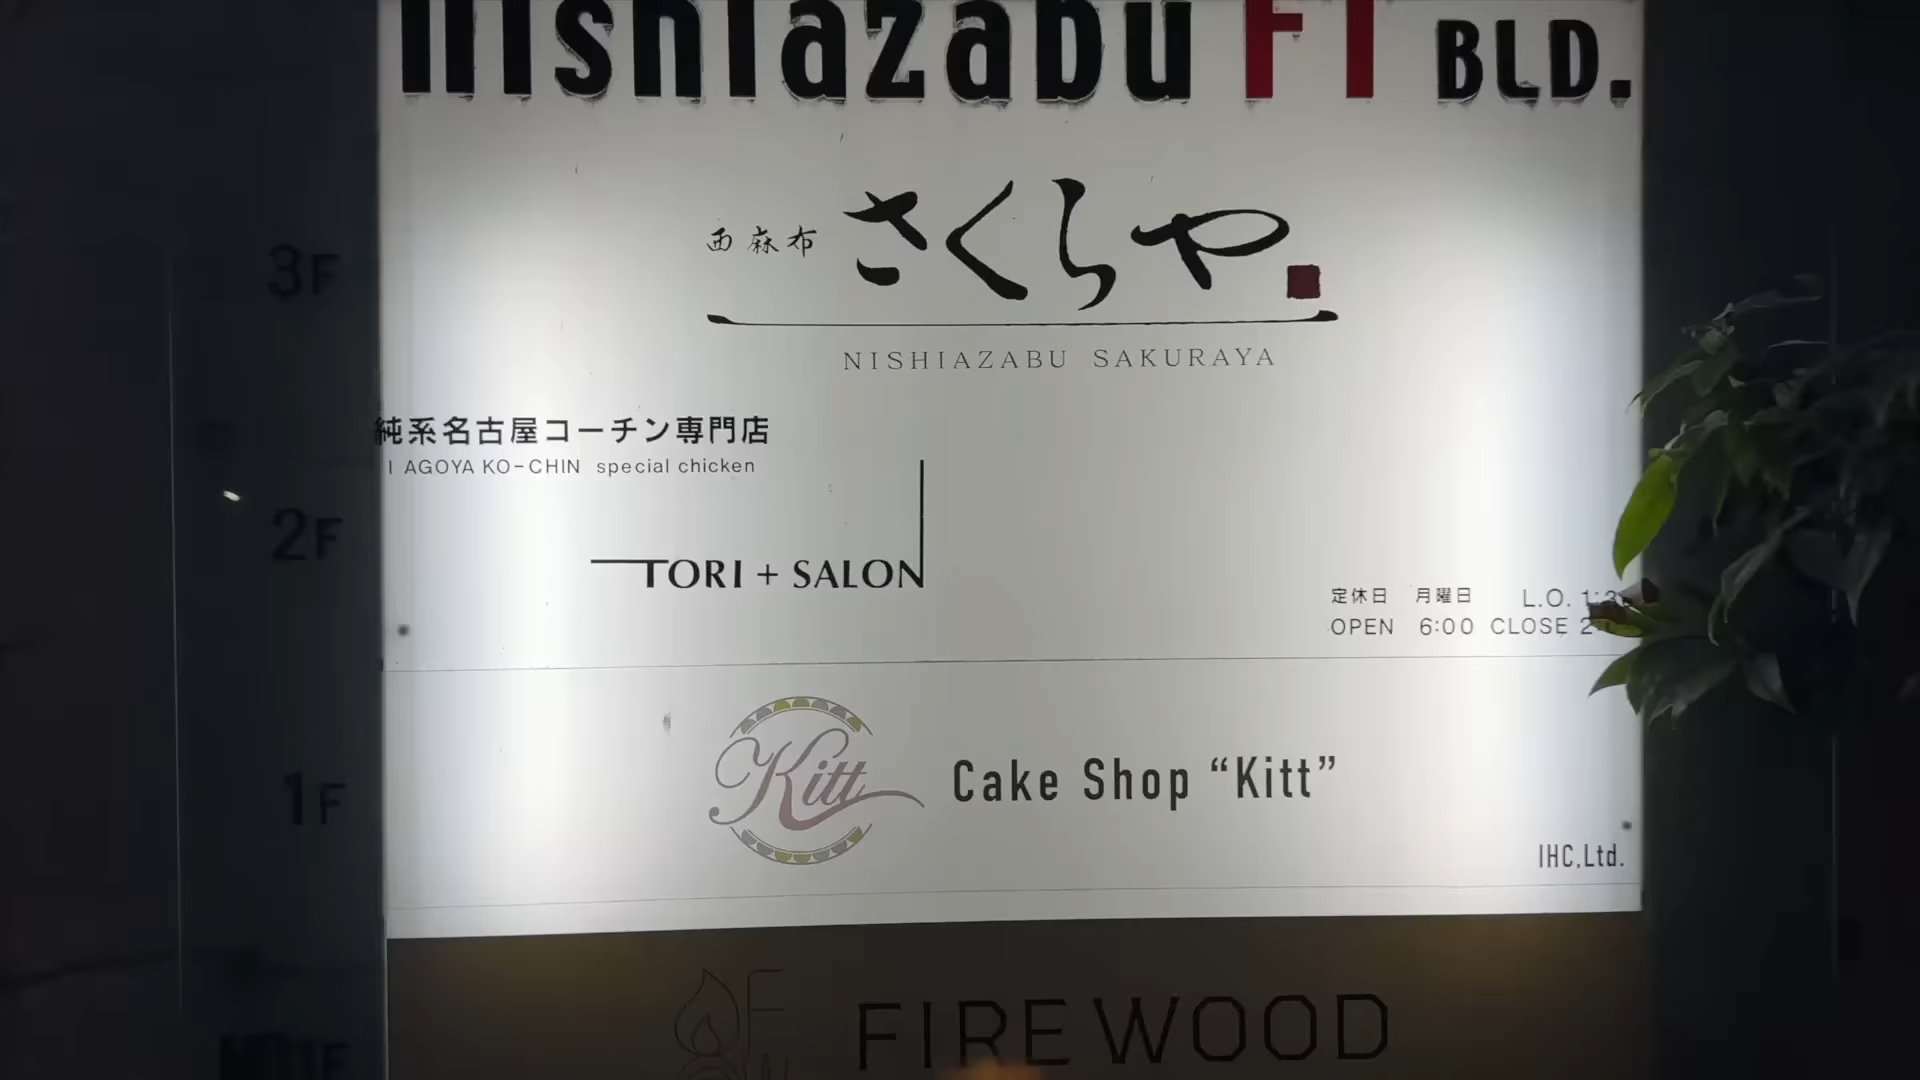 nishiazabu FT BLD.
3F
西麻布 さくらや
NISHIAZABU SAKURAYA
純系名古屋コーチン専門店
AGOYA KO-CHIN special chicken
2F
TORI + SALON
定休日 月曜日 L.O.
OPEN 6:00 CLOSE
1F
Kitt
Cake Shop “Kitt”
IHC,Ltd.
FIREWOOD